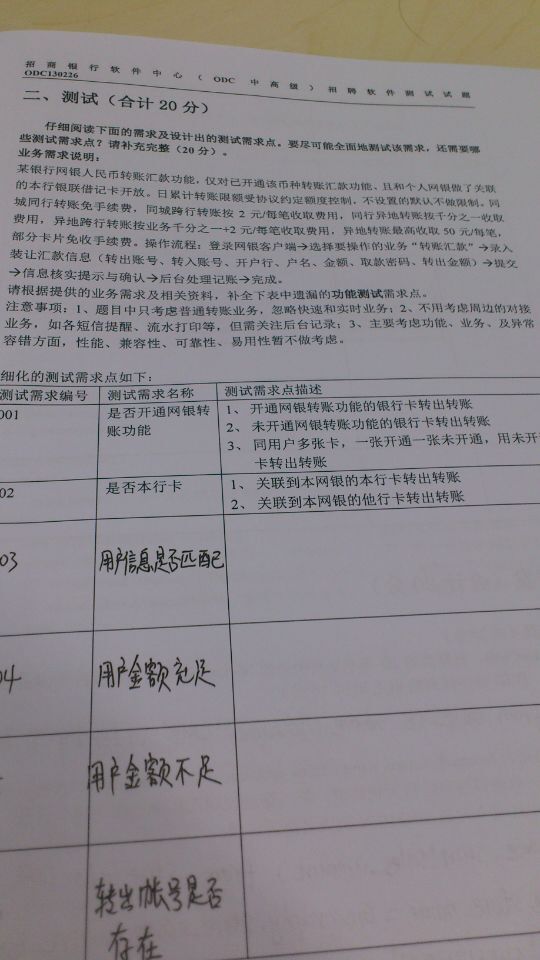 招商银行软件中心（ODC 中高级）招聘软件测试试题
ODC130226
二、测试（合计 20 分）
仔细阅读下面的需求及设计出的测试需求点。要尽可能全面地测试该需求，还需要哪
些测试需求点？请补充完整（20 分）。
业务需求说明：
某银行网银人民币转账汇款功能，仅对已开通该币种转账汇款功能、且和个人网银做了关联
的本行银联借记卡开放。日累计转账限额受协议约定额度控制，不设置的默认不做限制。同
城同行转账免手续费，同城跨行转账按 2 元/每笔收取费用，同行异地转账按千分之一收取
费用，异地跨行转账按业务千分之一+2 元/每笔收取费用，异地转账最高收取 50 元/每笔，
部分卡片免收手续费。操作流程：登录网银客户端→选择要操作的业务“转账汇款”→录入
装让汇款信息（转出账号、转入账号、开户行、户名、金额、取款密码、转出金额）→提交
→信息核实提示与确认→后台处理记账→完成。
请根据提供的业务需求及相关资料，补全下表中遗漏的功能测试需求点。
注意事项：1、题目中只考虑普通转账业务，忽略快速和实时业务；2、不用考虑周边的对接
业务，如各短信提醒、流水打印等，但需关注后台记录；3、主要考虑功能、业务、及异常
容错方面，性能、兼容性、可靠性、易用性暂不做考虑。
细化的测试需求点如下：
测试需求编号 测试需求名称 测试需求点描述
001 是否开通网银转账功能 1、 开通网银转账功能的银行卡转出转账
2、 未开通网银转账功能的银行卡转出转账
3、 同用户多张卡，一张开通一张未开通，用未开
卡转出转账
02 是否本行卡 1、 关联到本网银的本行卡转出转账
2、 关联到本网银的他行卡转出转账
03 用户信息是否匹配
04 用户金额充足
用户金额不足
转出帐号是否
存在